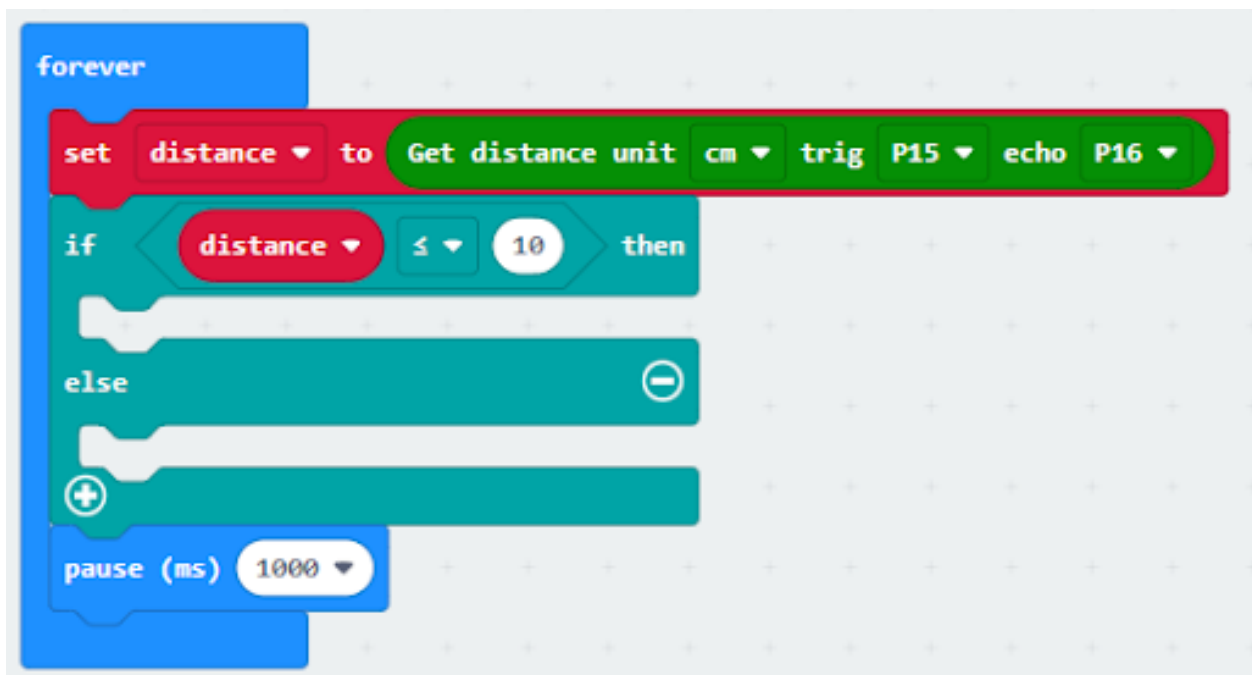 forever
set distance to Get distance unit cm trig P15 echo P16
if distance ≤ 10 then
else
pause (ms) 1000